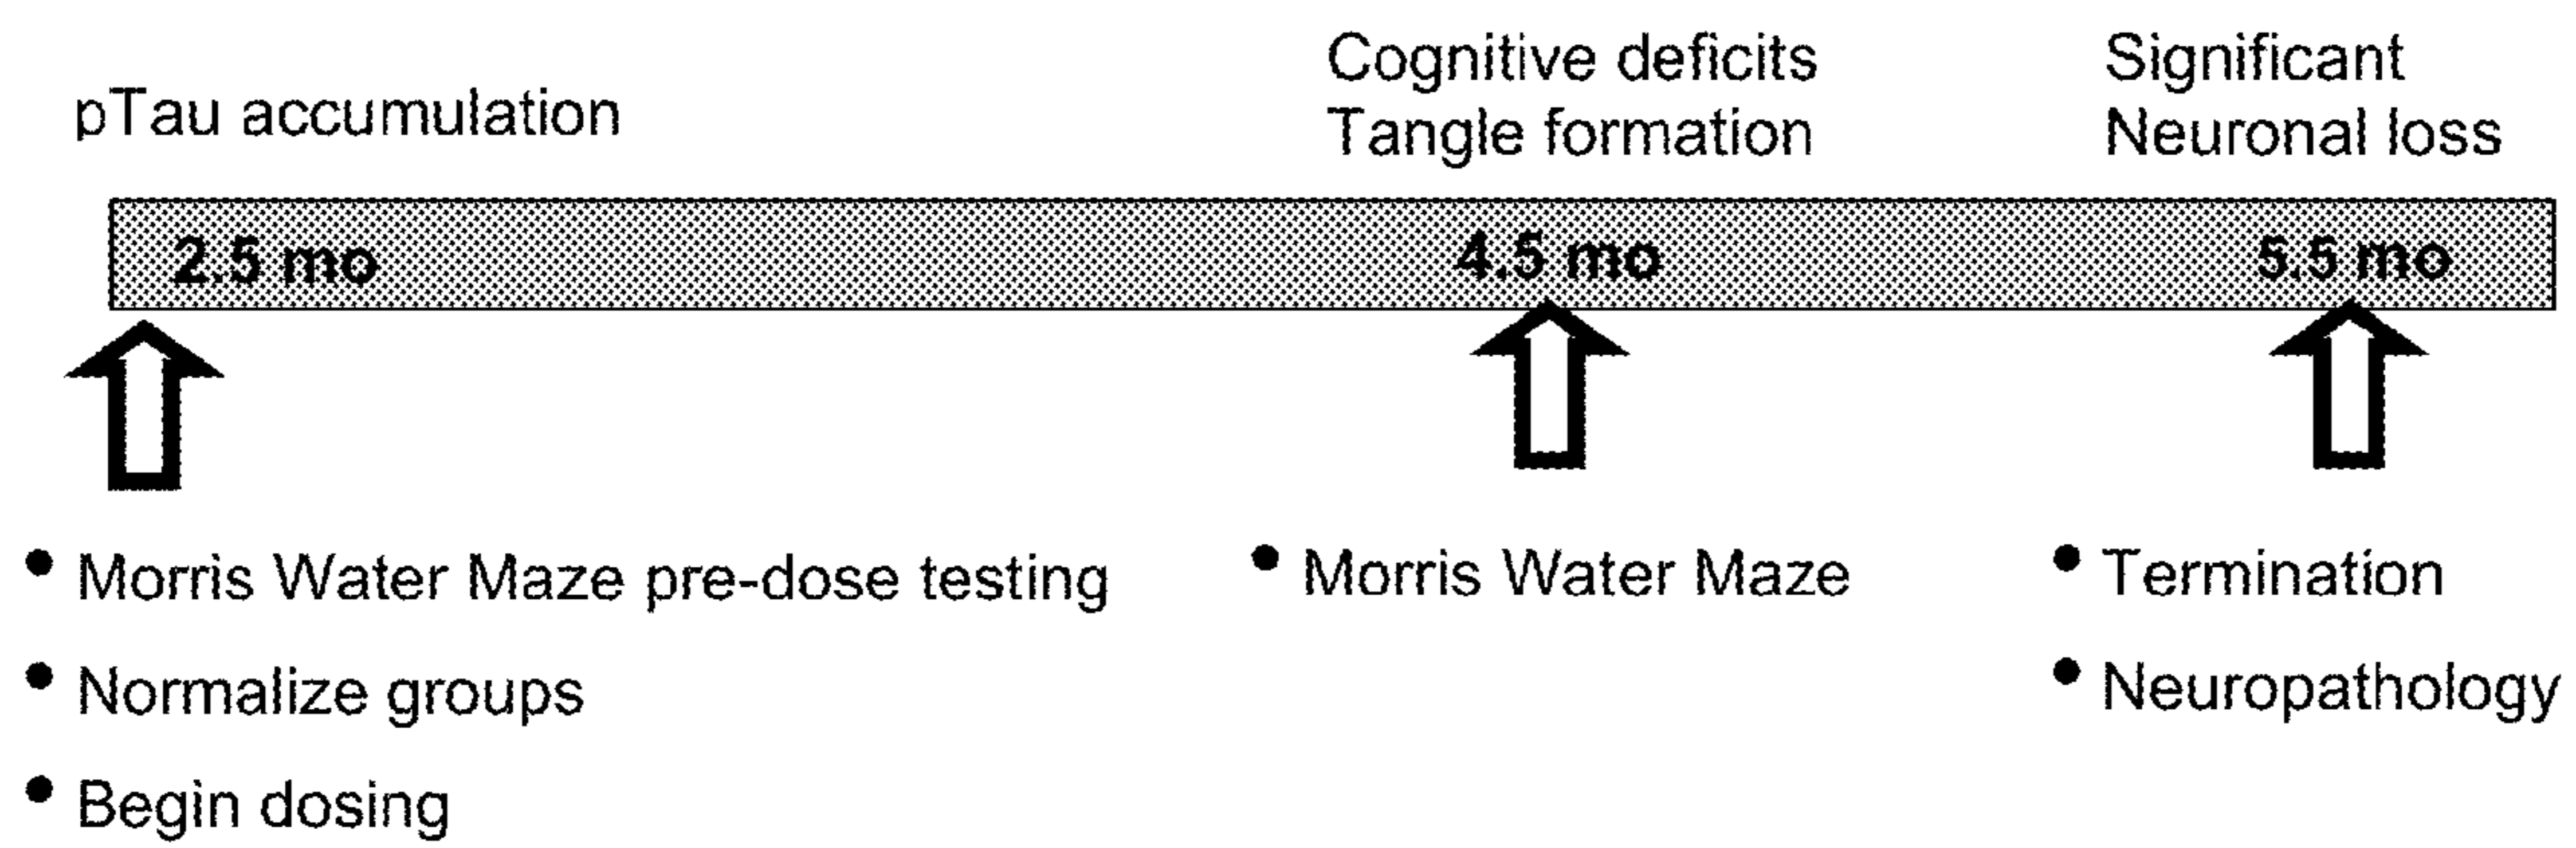 pTau accumulation
Cognitive deficits
Tangle formation
Significant
Neuronal loss
2.5 mo
4.5 mo
5.5 mo
• Morris Water Maze pre-dose testing
• Normalize groups
• Begin dosing
• Morris Water Maze
• Termination
• Neuropathology